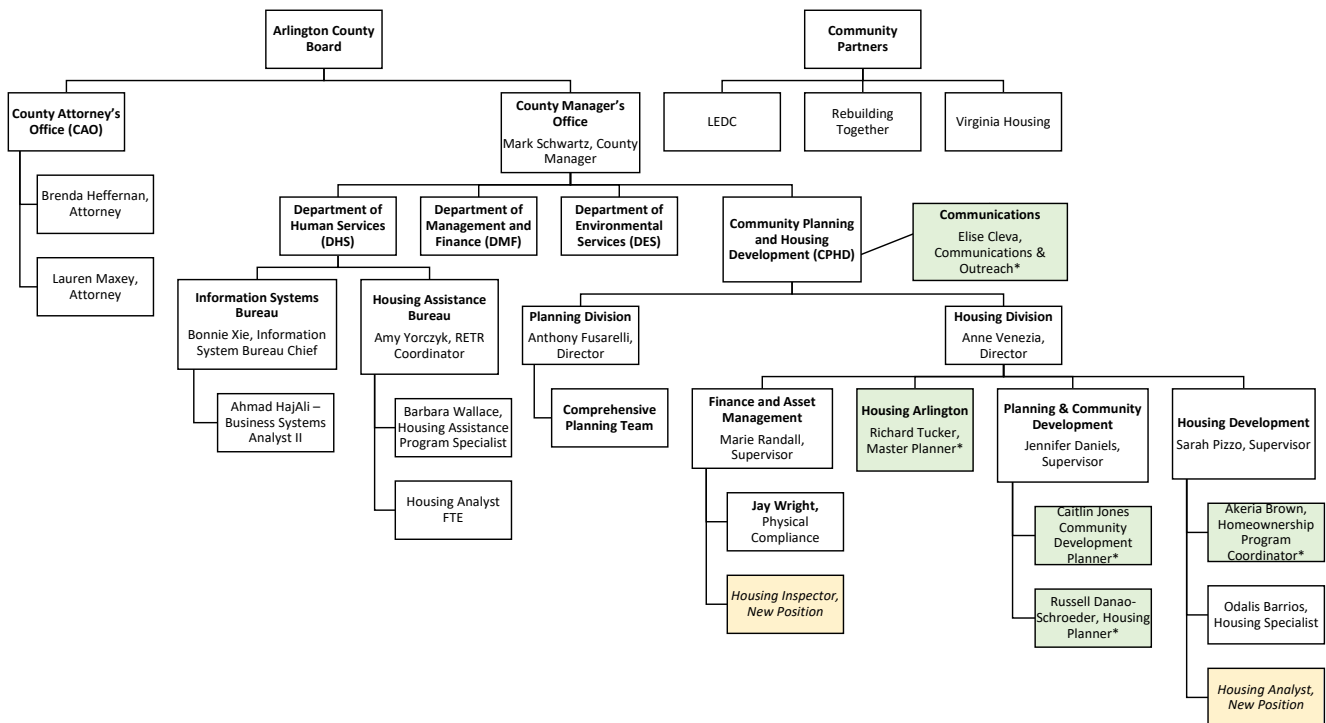 Arlington County
Board
Community
Partners
County Attorney's
Office (CAO)
County Manager's
Office
Mark Schwartz, County
Manager
LEDC
Rebuilding
Together
Virginia Housing
Brenda Heffernan,
Attorney
Lauren Maxey,
Attorney
Department of
Human Services
(DHS)
Department of
Management and
Finance (DMF)
Department of
Environmental
Services (DES)
Community Planning
and Housing
Development (CPHD)
Communications
Elise Cleva,
Communications &
Outreach*
Information Systems
Bureau
Bonnie Xie, Information
System Bureau Chief
Housing Assistance
Bureau
Amy Yorczyk, RETR
Coordinator
Planning Division
Anthony Fusarelli,
Director
Housing Division
Anne Venezia,
Director
Ahmad HajAli –
Business Systems
Analyst II
Barbara Wallace,
Housing Assistance
Program Specialist
Housing Analyst
FTE
Comprehensive
Planning Team
Finance and Asset
Management
Marie Randall,
Supervisor
Housing Arlington
Richard Tucker,
Master Planner*
Planning & Community
Development
Jennifer Daniels,
Supervisor
Housing Development
Sarah Pizzo, Supervisor
Jay Wright,
Physical
Compliance
Housing Inspector,
New Position
Caitlin Jones
Community
Development
Planner*
Russell Danao-
Schroeder, Housing
Planner*
Akeria Brown,
Homeownership
Program
Coordinator*
Odalis Barrios,
Housing Specialist
Housing Analyst,
New Position